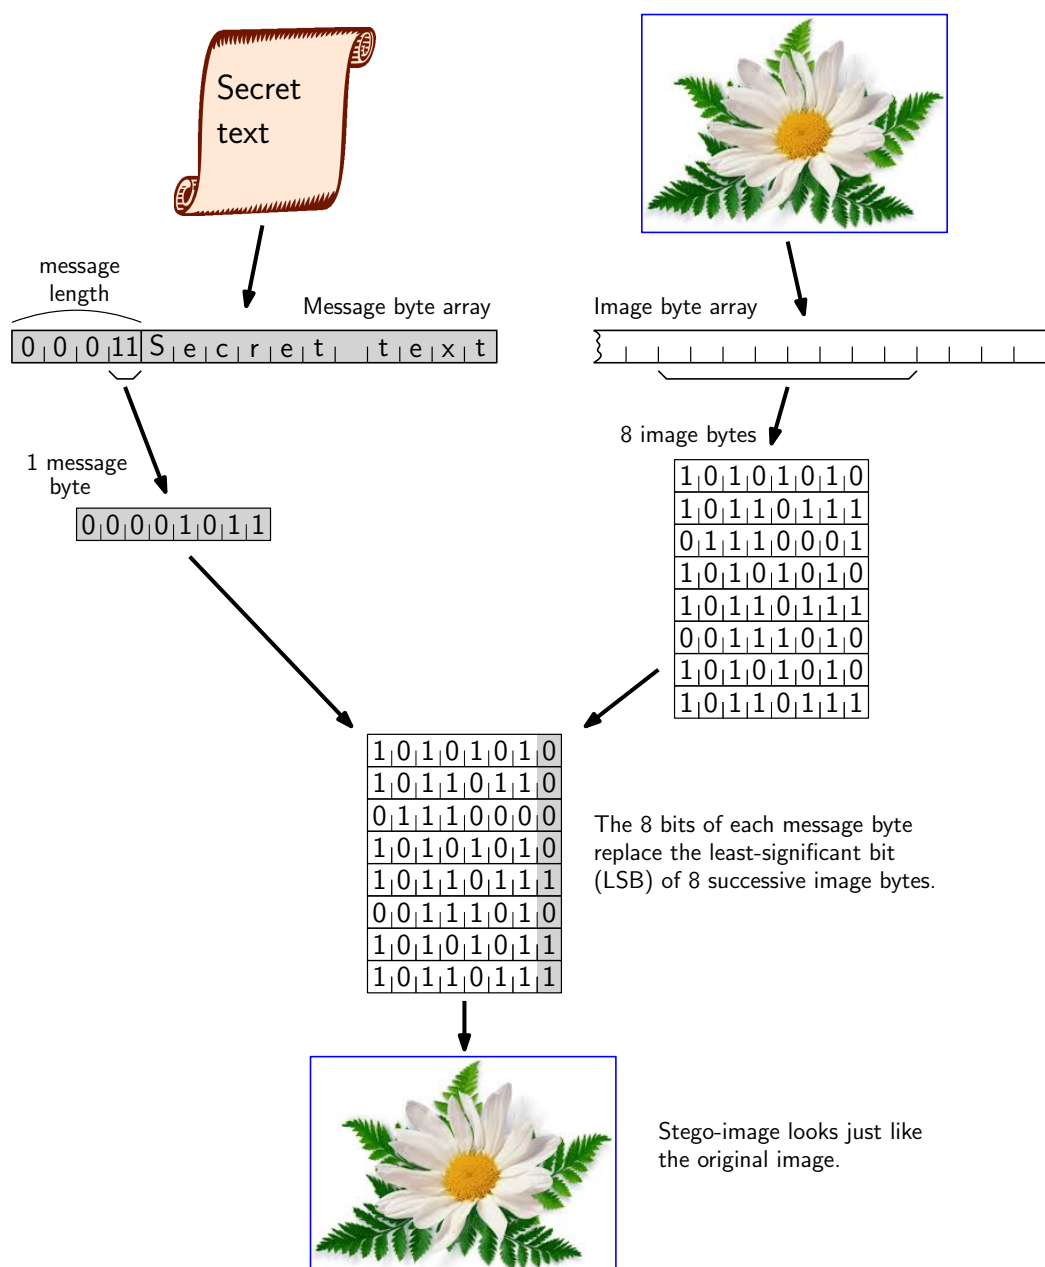 Secret
text
message
length
Message byte array
Image byte array
0 0 0 11 S e c r e t t e x t
8 image bytes
1 message
byte
0 0 0 0 1 0 1 1
1 0 1 0 1 0 1 0
1 0 1 1 0 1 1 1
0 1 1 1 0 0 0 1
1 0 1 0 1 0 1 0
1 0 1 1 0 1 1 1
0 0 1 1 1 0 1 0
1 0 1 0 1 0 1 0
1 0 1 1 0 1 1 1
1 0 1 0 1 0 1 0
1 0 1 1 0 1 1 0
0 1 1 1 0 0 0 0
1 0 1 0 1 0 1 0
1 0 1 1 0 1 1 1
0 0 1 1 1 0 1 0
1 0 1 0 1 0 1 1
1 0 1 1 0 1 1 1
The 8 bits of each message byte
replace the least-significant bit
(LSB) of 8 successive image bytes.
Stego-image looks just like
the original image.